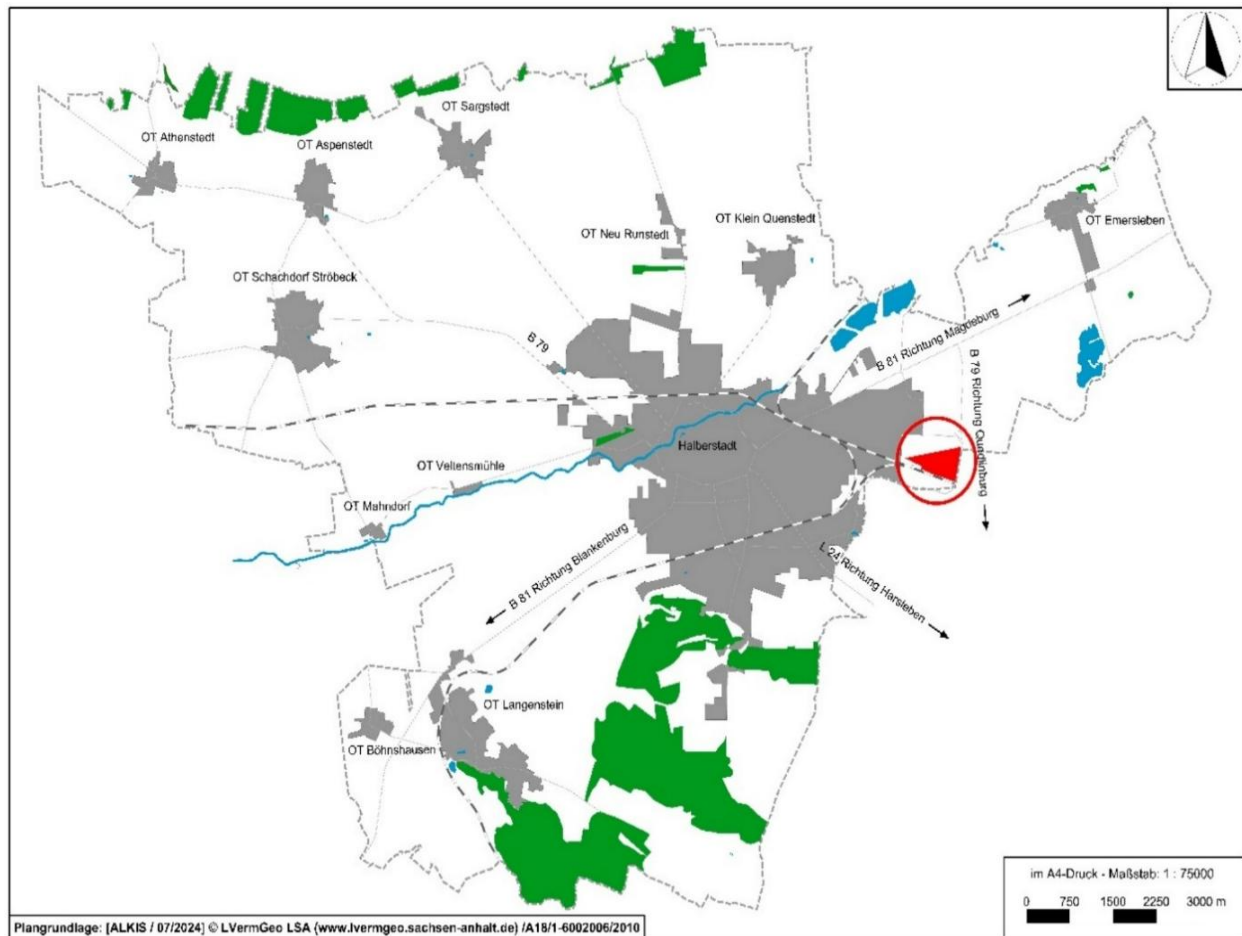 OT Sargstedt
OT Athenstedt
OT Aspenstedt
OT Klein Quenstedt
OT Emersleben
OT Neu Runstedt
OT Schachdorf Ströbeck
B 79
B 81 Richtung Magdeburg
B 79 Richtung Quedlinburg
Halberstadt
OT Veltensmühle
OT Mahndorf
B 81 Richtung Blankenburg
L 24 Richtung Harsleben
OT Langenstein
OT Böhnshausen
im A4-Druck - Maßstab: 1 : 75000
0 750 1500 2250 3000 m
Plangrundlage: [ALKIS / 07/2024] © LVermGeo LSA (www.lvermgeo.sachsen-anhalt.de) /A18/1-6002006/2010